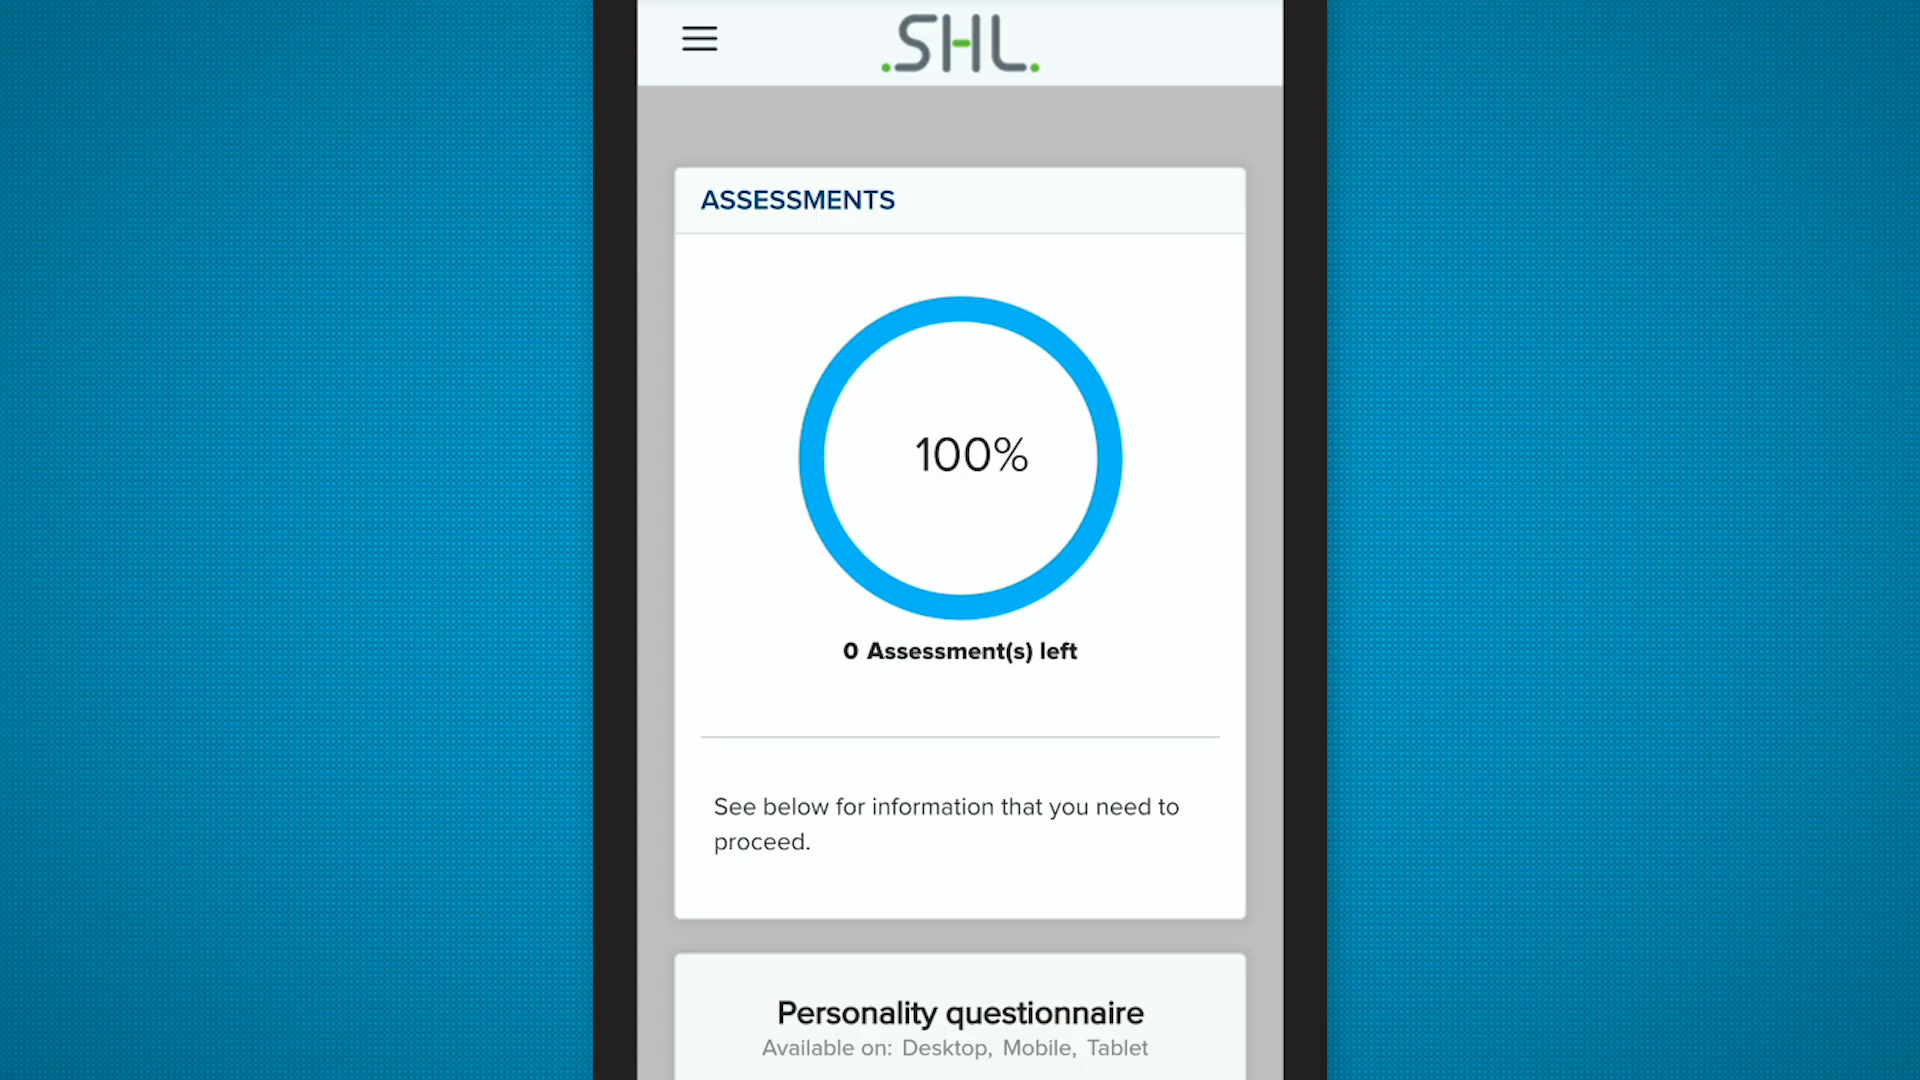 .SHL.
ASSESSMENTS
100%
0 Assessment(s) left
See below for information that you need to
proceed.
Personality questionnaire
Available on: Desktop, Mobile, Tablet